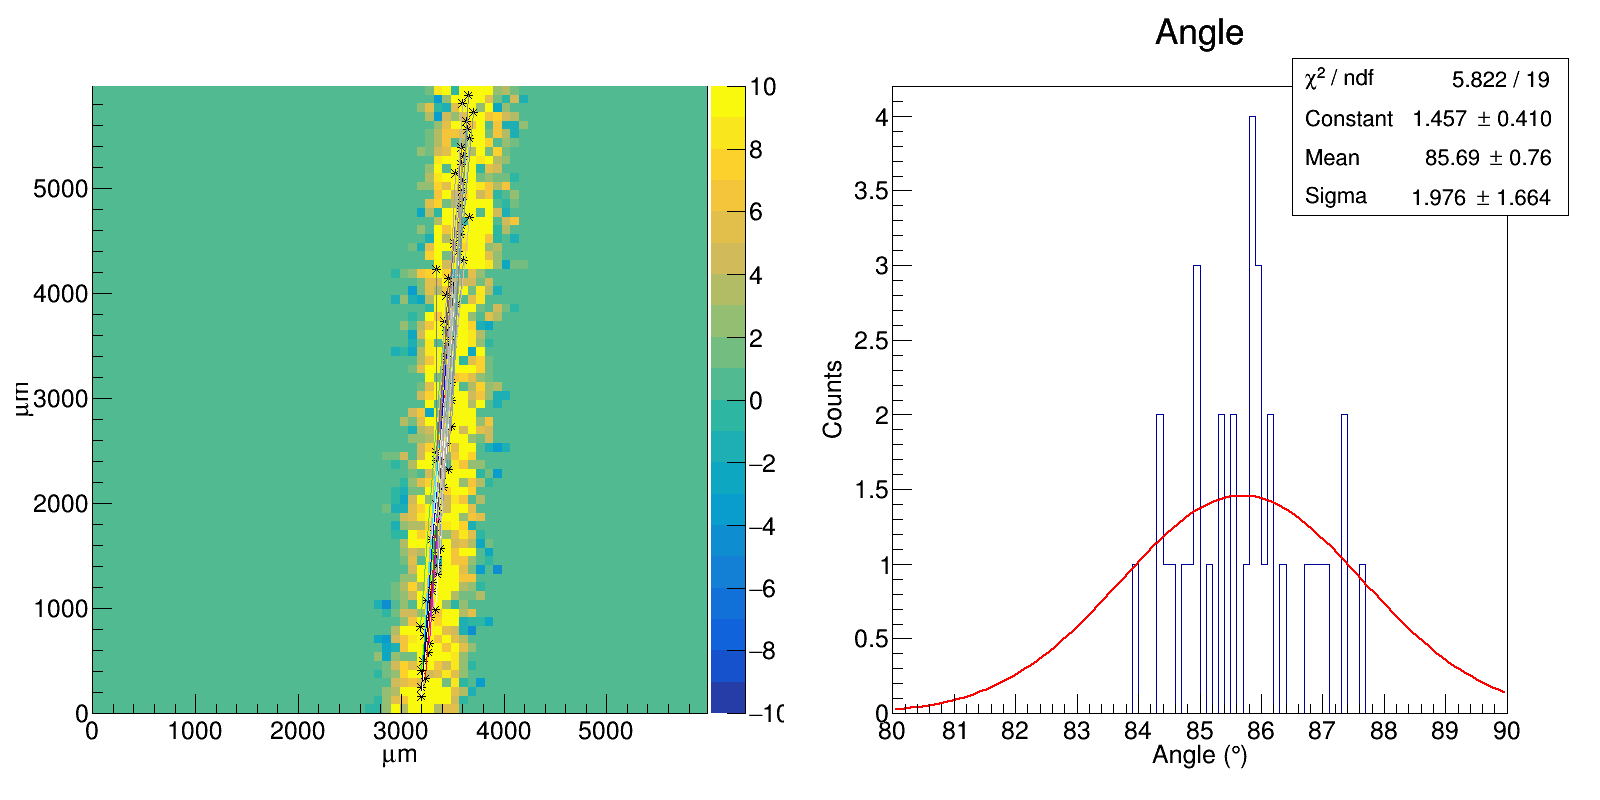 Angle
χ² / ndf 5.822 / 19
Constant 1.457 ± 0.410
Mean 85.69 ± 0.76
Sigma 1.976 ± 1.664
10
8
6
4
2
0
−2
−4
−6
−8
−10
5000
4000
3000
2000
1000
0
μm
0 1000 2000 3000 4000 5000
μm
4
3.5
3
2.5
2
1.5
1
0.5
0
Counts
80 81 82 83 84 85 86 87 88 89 90
Angle (°)